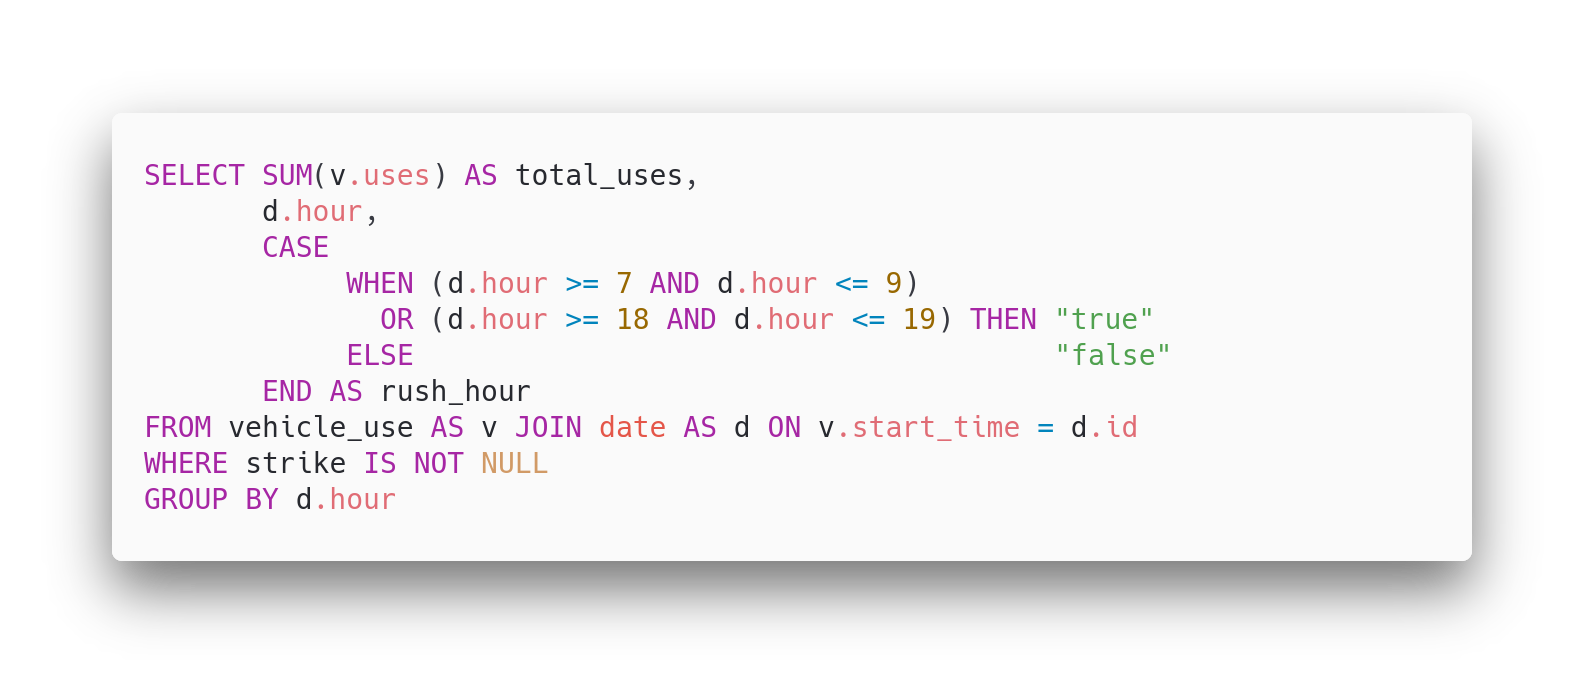 SELECT SUM(v.uses) AS total_uses,
       d.hour,
       CASE
            WHEN (d.hour >= 7 AND d.hour <= 9)
              OR (d.hour >= 18 AND d.hour <= 19) THEN "true"
            ELSE                                      "false"
       END AS rush_hour
FROM vehicle_use AS v JOIN date AS d ON v.start_time = d.id
WHERE strike IS NOT NULL
GROUP BY d.hour